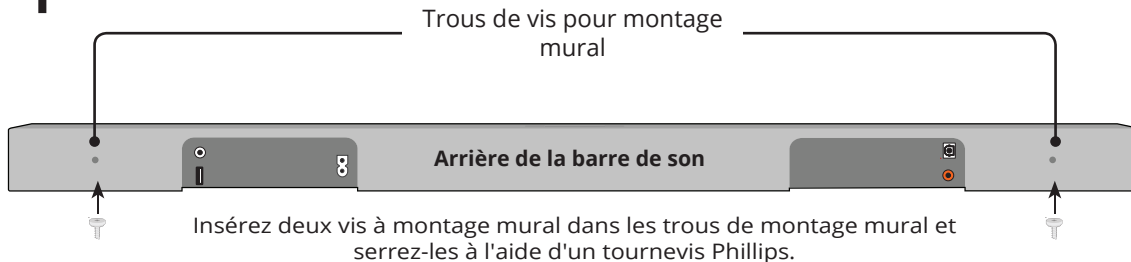 Trous de vis pour montage
mural
Arrière de la barre de son
Insérez deux vis à montage mural dans les trous de montage mural et
serrez-les à l'aide d'un tournevis Phillips.